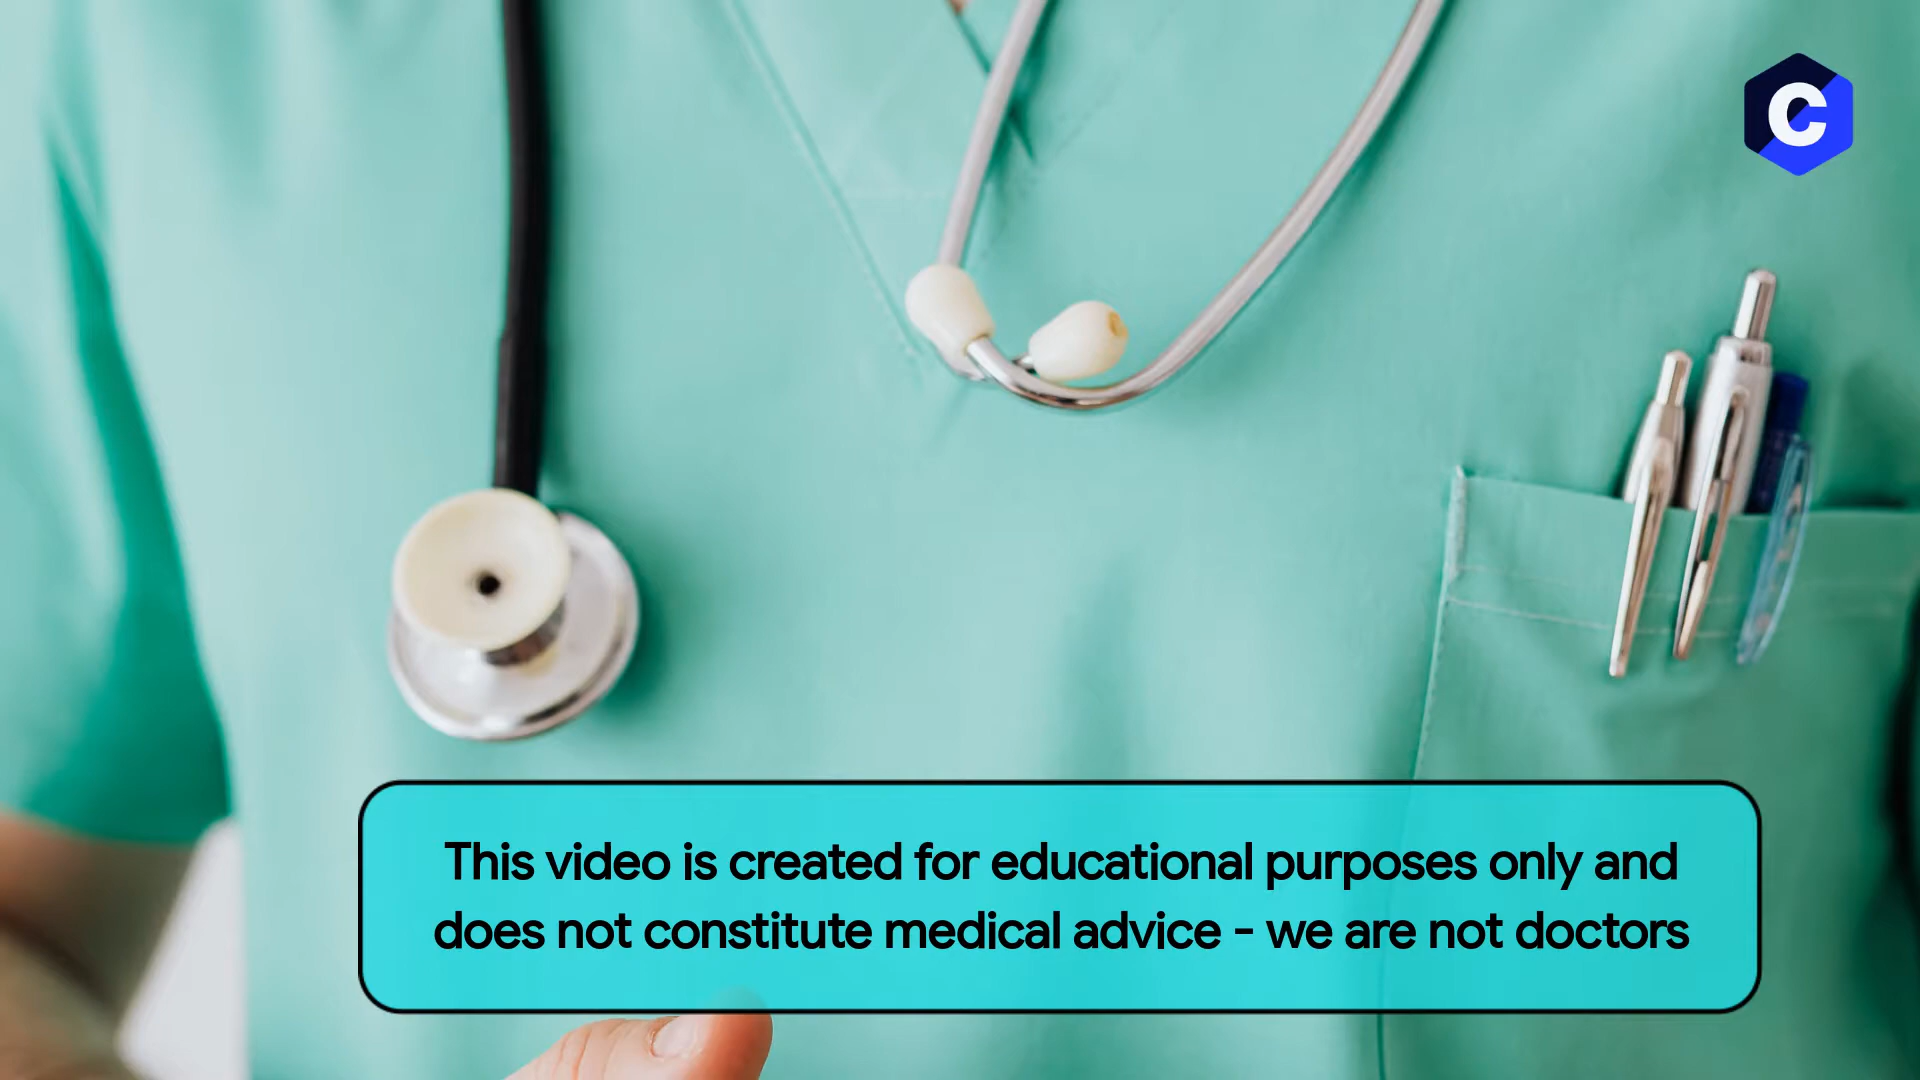 C
This video is created for educational purposes only and
does not constitute medical advice - we are not doctors